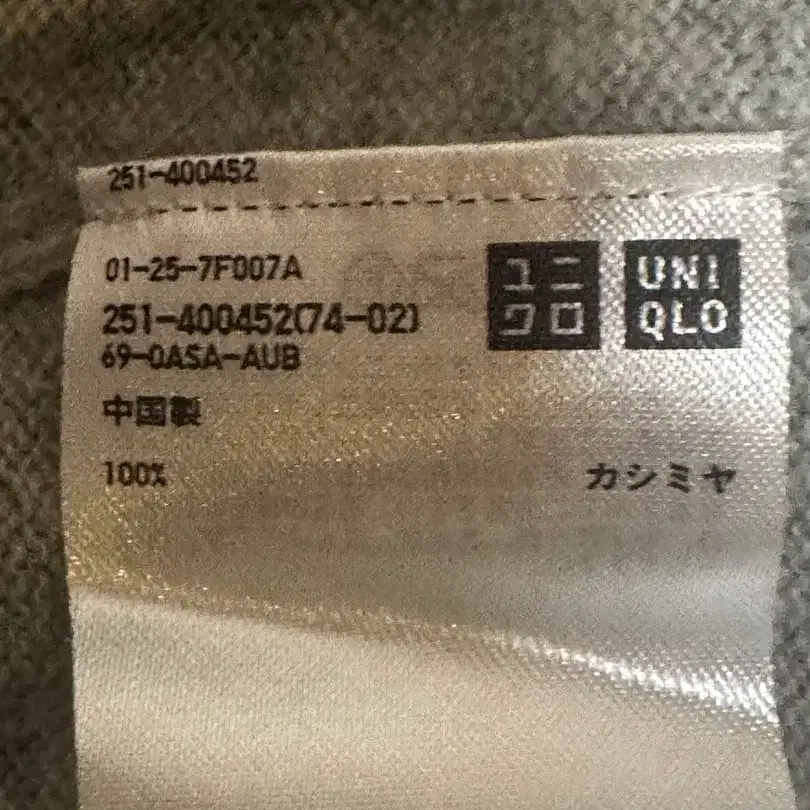 251-400452
01-25-7F007A
251-400452(74-02)
69-0ASA-AUB
中国製
100% カシミヤ
ユニ
クロ
UNI
QLO